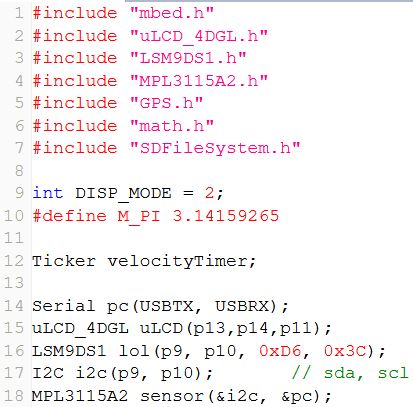 1 #include "mbed.h"
2 #include "uLCD_4DGL.h"
3 #include "LSM9DS1.h"
4 #include "MPL3115A2.h"
5 #include "GPS.h"
6 #include "math.h"
7 #include "SDFileSystem.h"
8
9 int DISP_MODE = 2;
10 #define M_PI 3.14159265
11
12 Ticker velocityTimer;
13
14 Serial pc(USBTX, USBRX);
15 uLCD_4DGL uLCD(p13,p14,p11);
16 LSM9DS1 lol(p9, p10, 0xD6, 0x3C);
17 I2C i2c(p9, p10);       // sda, scl
18 MPL3115A2 sensor(&i2c, &pc);